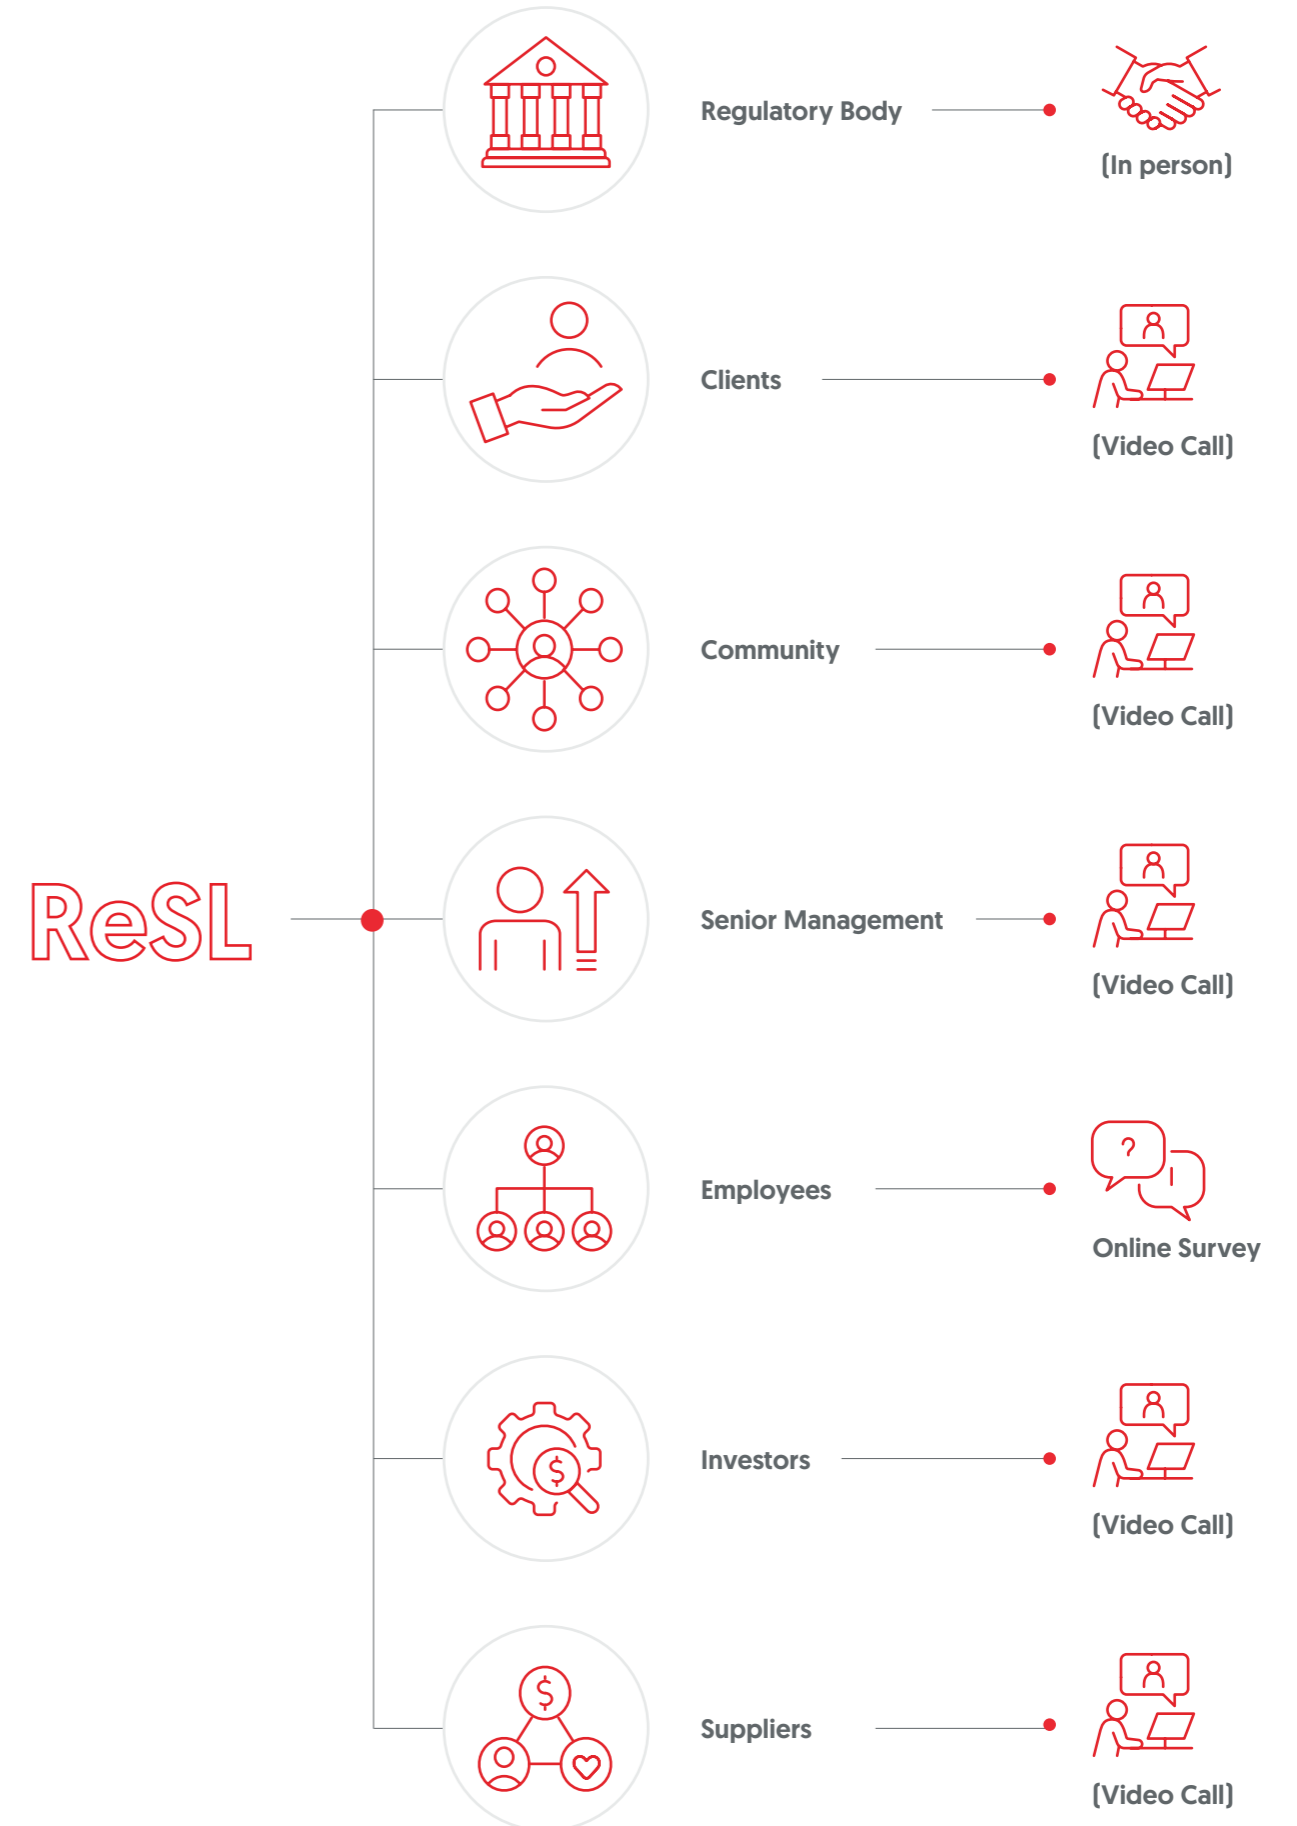 Regulatory Body
(In person)
Clients
(Video Call)
Community
(Video Call)
ReSL
Senior Management
(Video Call)
Employees
Online Survey
Investors
(Video Call)
Suppliers
(Video Call)